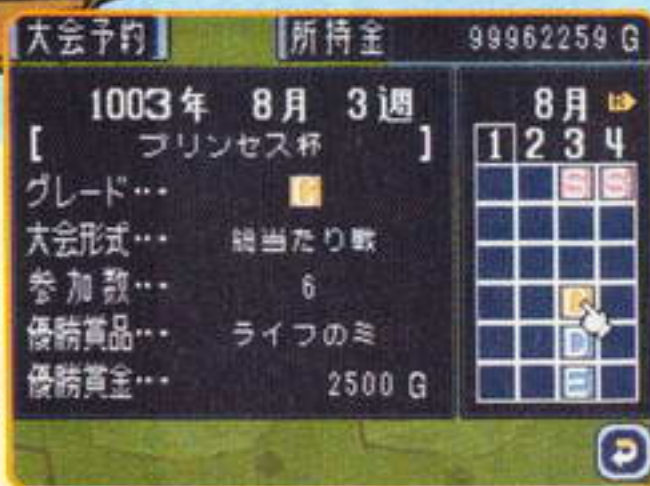 大会予約 所持金 99962259 G
1003年 8月 3週
[ プリンセス杯 ]
グレード…
大会形式… 総当たり戦
参加数… 6
優勝賞品… ライフのミ
優勝賞金… 2500 G
8月
1 2 3 4
S S
D
E